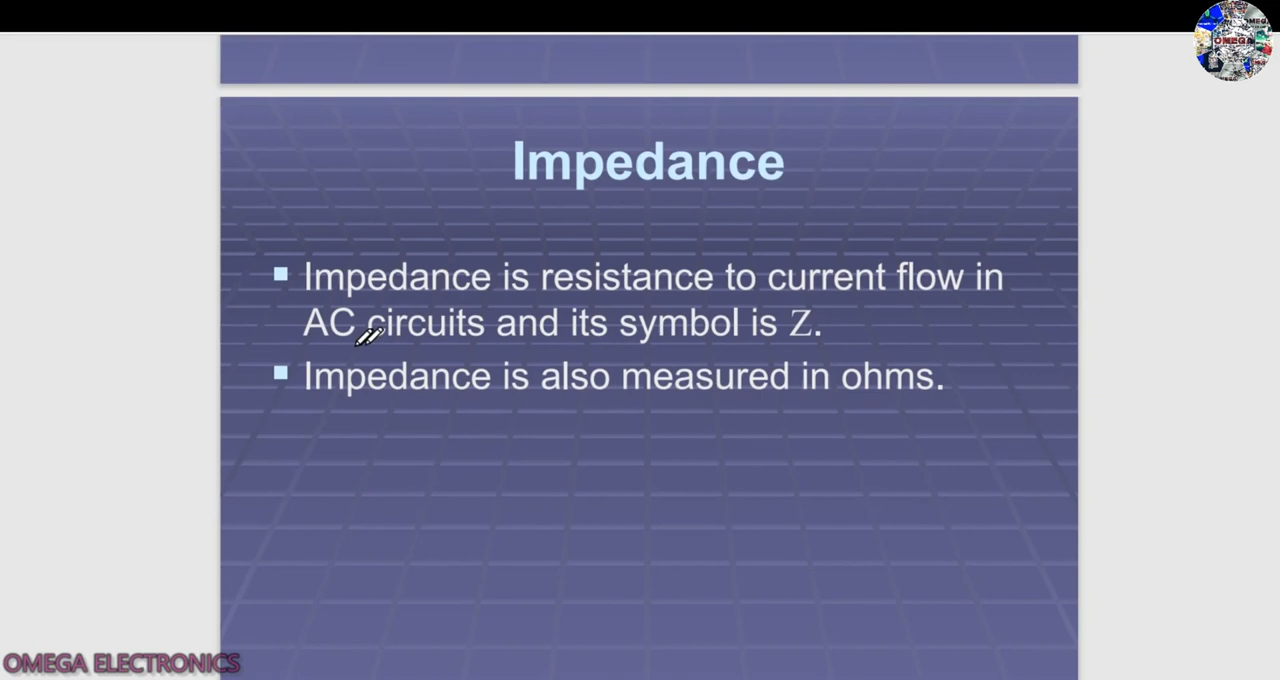 OMEGA
Impedance
Impedance is resistance to current flow in
AC circuits and its symbol is Z.
Impedance is also measured in ohms.
OMEGA ELECTRONICS